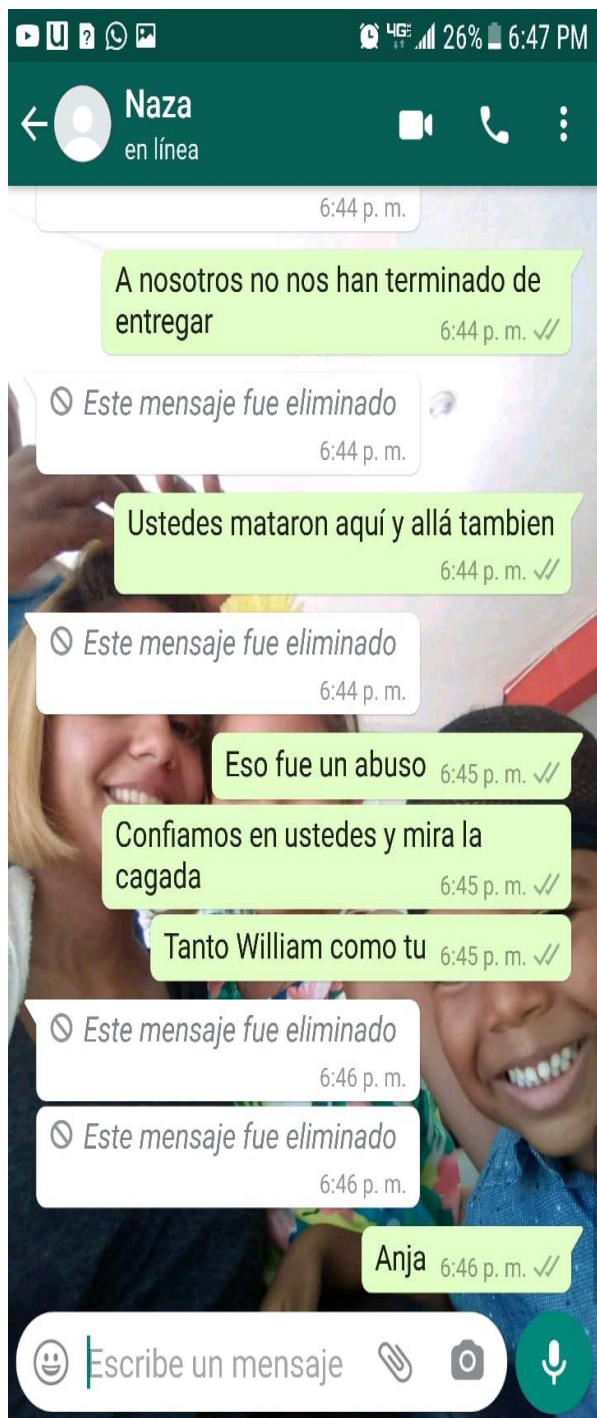 U ? 4GE 26% 6:47 PM
Naza
en línea
6:44 p. m.
A nosotros no nos han terminado de
entregar 6:44 p. m.
Este mensaje fue eliminado
6:44 p. m.
Ustedes mataron aquí y allá tambien
6:44 p. m.
Este mensaje fue eliminado
6:44 p. m.
Eso fue un abuso 6:45 p. m.
Confiamos en ustedes y mira la
cagada 6:45 p. m.
Tanto William como tu 6:45 p. m.
Este mensaje fue eliminado
6:46 p. m.
Este mensaje fue eliminado
6:46 p. m.
Anja 6:46 p. m.
Escribe un mensaje